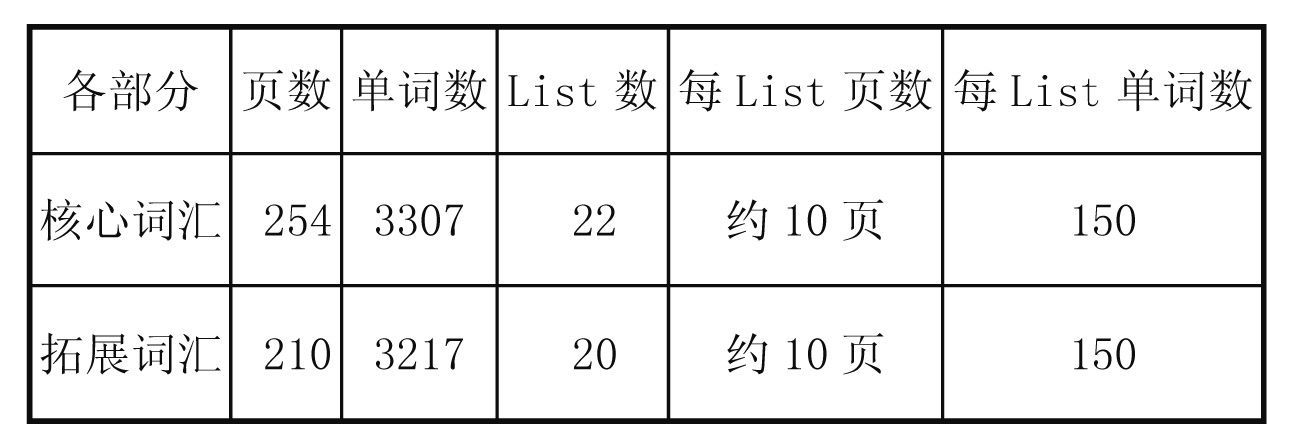 各部分 页数 单词数 List 数 每 List 页数 每 List 单词数
核心词汇 254 3307 22 约 10 页 150
拓展词汇 210 3217 20 约 10 页 150